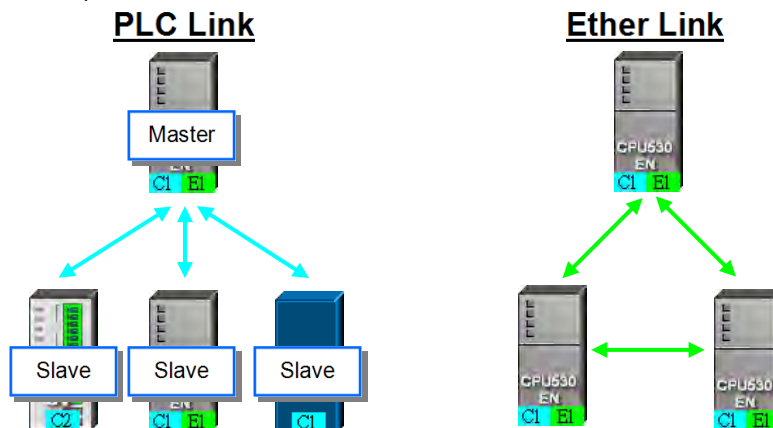 PLC Link
Ether Link
Master
EN
C1 E1
CPU530
EN
C1 E1
Slave
C2
Slave
EN
C1 E1
Slave
C1
CPU530
EN
C1 E1
CPU530
EN
C1 E1